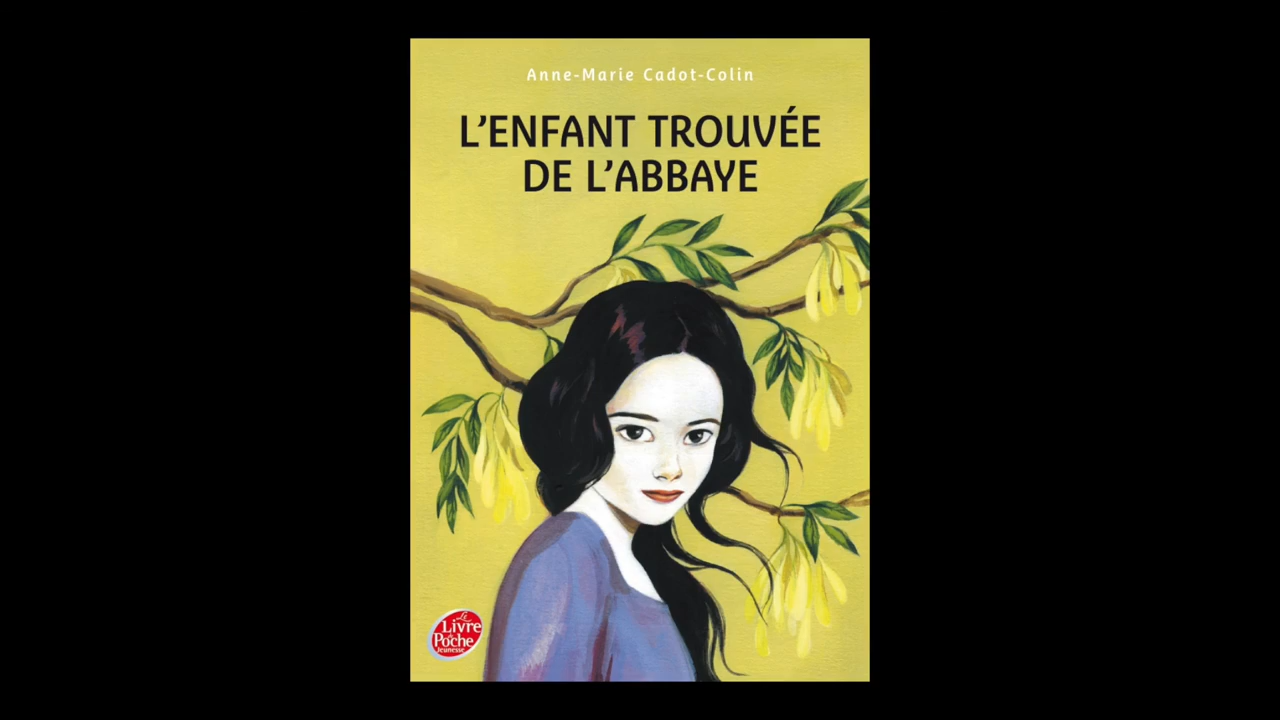 Anne-Marie Cadot-Colin
L'ENFANT TROUVÉE
DE L'ABBAYE
Le
Livre
de
Poche
Jeunesse